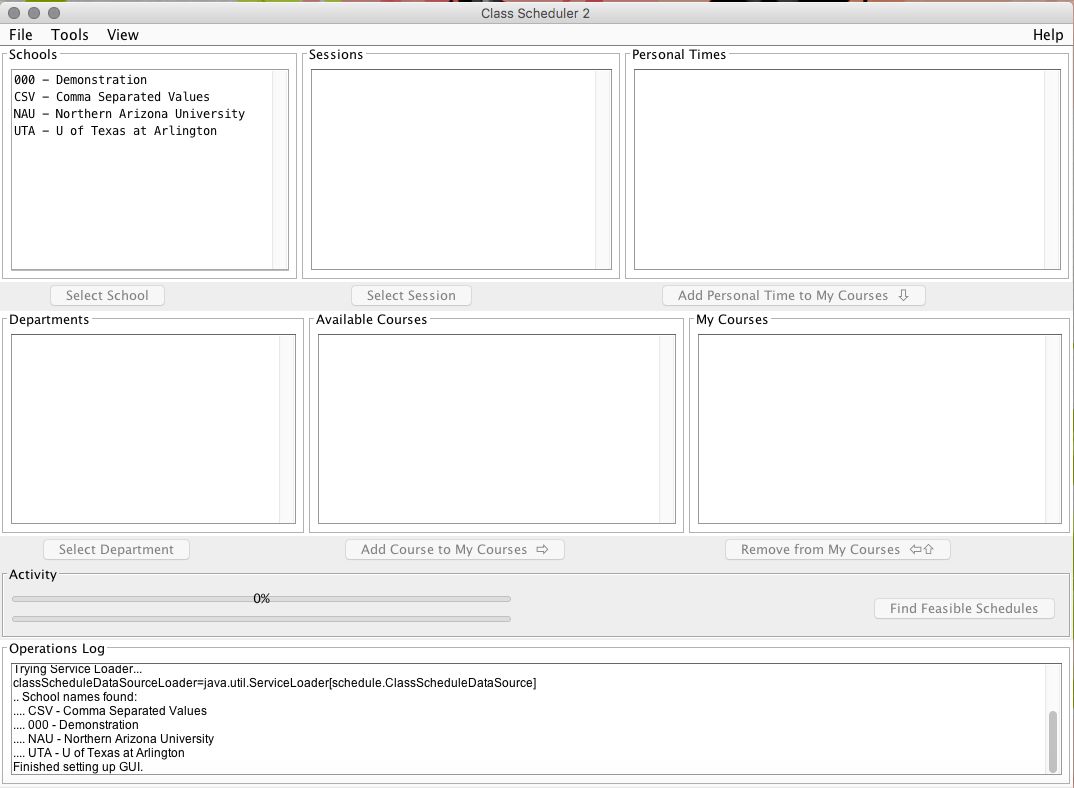 Class Scheduler 2
File Tools View Help
Schools
000 - Demonstration
CSV - Comma Separated Values
NAU - Northern Arizona University
UTA - U of Texas at Arlington
Select School
Sessions
Select Session
Personal Times
Add Personal Time to My Courses ⇩
Departments
Select Department
Available Courses
Add Course to My Courses ⇨
My Courses
Remove from My Courses ⇦⇧
Activity
0%
Find Feasible Schedules
Operations Log
Trying Service Loader...
classScheduleDataSourceLoader=java.util.ServiceLoader[schedule.ClassScheduleDataSource]
.. School names found:
.... CSV - Comma Separated Values
.... 000 - Demonstration
.... NAU - Northern Arizona University
.... UTA - U of Texas at Arlington
Finished setting up GUI.